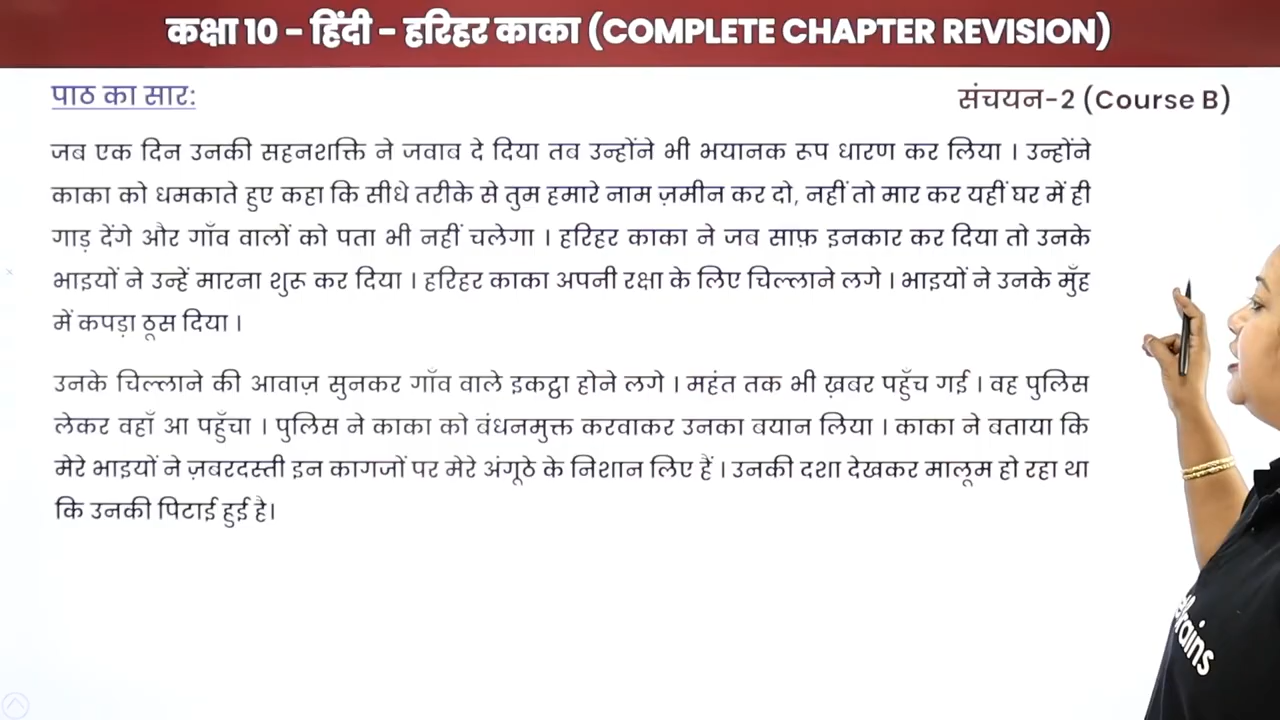 कक्षा 10 - हिंदी - हरिहर काका (COMPLETE CHAPTER REVISION)
पाठ का सार:
संचयन-2 (Course B)
जब एक दिन उनकी सहनशक्ति ने जवाब दे दिया तब उन्होंने भी भयानक रूप धारण कर लिया । उन्होंने
काका को धमकाते हुए कहा कि सीधे तरीके से तुम हमारे नाम ज़मीन कर दो, नहीं तो मार कर यहीं घर में ही
गाड़ देंगे और गाँव वालों को पता भी नहीं चलेगा । हरिहर काका ने जब साफ़ इनकार कर दिया तो उनके
भाइयों ने उन्हें मारना शुरू कर दिया । हरिहर काका अपनी रक्षा के लिए चिल्लाने लगे । भाइयों ने उनके मुँह
में कपड़ा ठूस दिया ।
उनके चिल्लाने की आवाज़ सुनकर गाँव वाले इकट्ठा होने लगे । महंत तक भी ख़बर पहुँच गई । वह पुलिस
लेकर वहाँ आ पहुँचा । पुलिस ने काका को बंधनमुक्त करवाकर उनका बयान लिया । काका ने बताया कि
मेरे भाइयों ने ज़बरदस्ती इन कागजों पर मेरे अंगूठे के निशान लिए हैं । उनकी दशा देखकर मालूम हो रहा था
कि उनकी पिटाई हुई है।